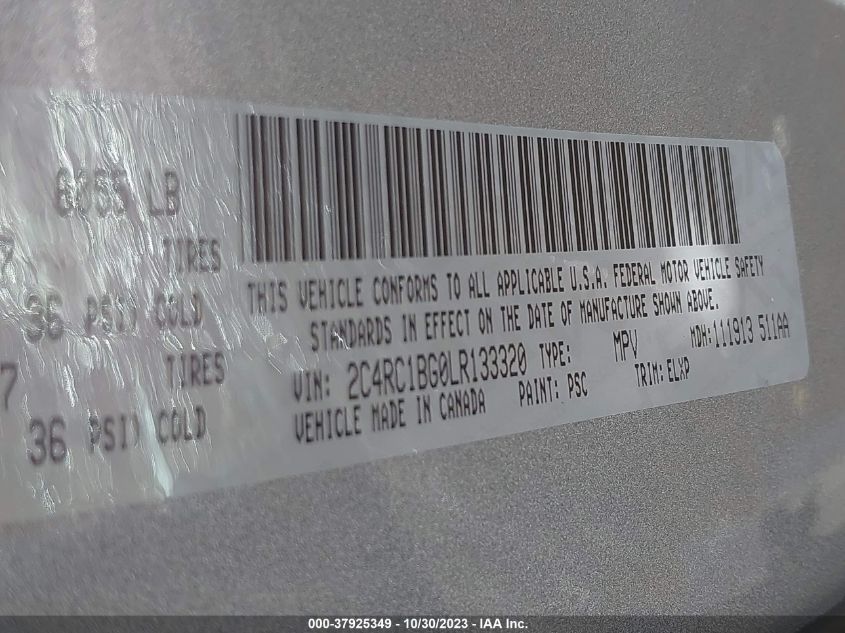 6055 LB
7 TIRES
36 PSI) COLD
7 TIRES
36 PSI) COLD
THIS VEHICLE CONFORMS TO ALL APPLICABLE U.S.A. FEDERAL MOTOR VEHICLE SAFETY
STANDARDS IN EFFECT ON THE DATE OF MANUFACTURE SHOWN ABOVE.
VIN: 2C4RC1BG0LR133320 TYPE: MPV MDH: 111913 511AA
VEHICLE MADE IN CANADA PAINT: PSC TRIM: ELXP
000-37925349 - 10/30/2023 - IAA Inc.